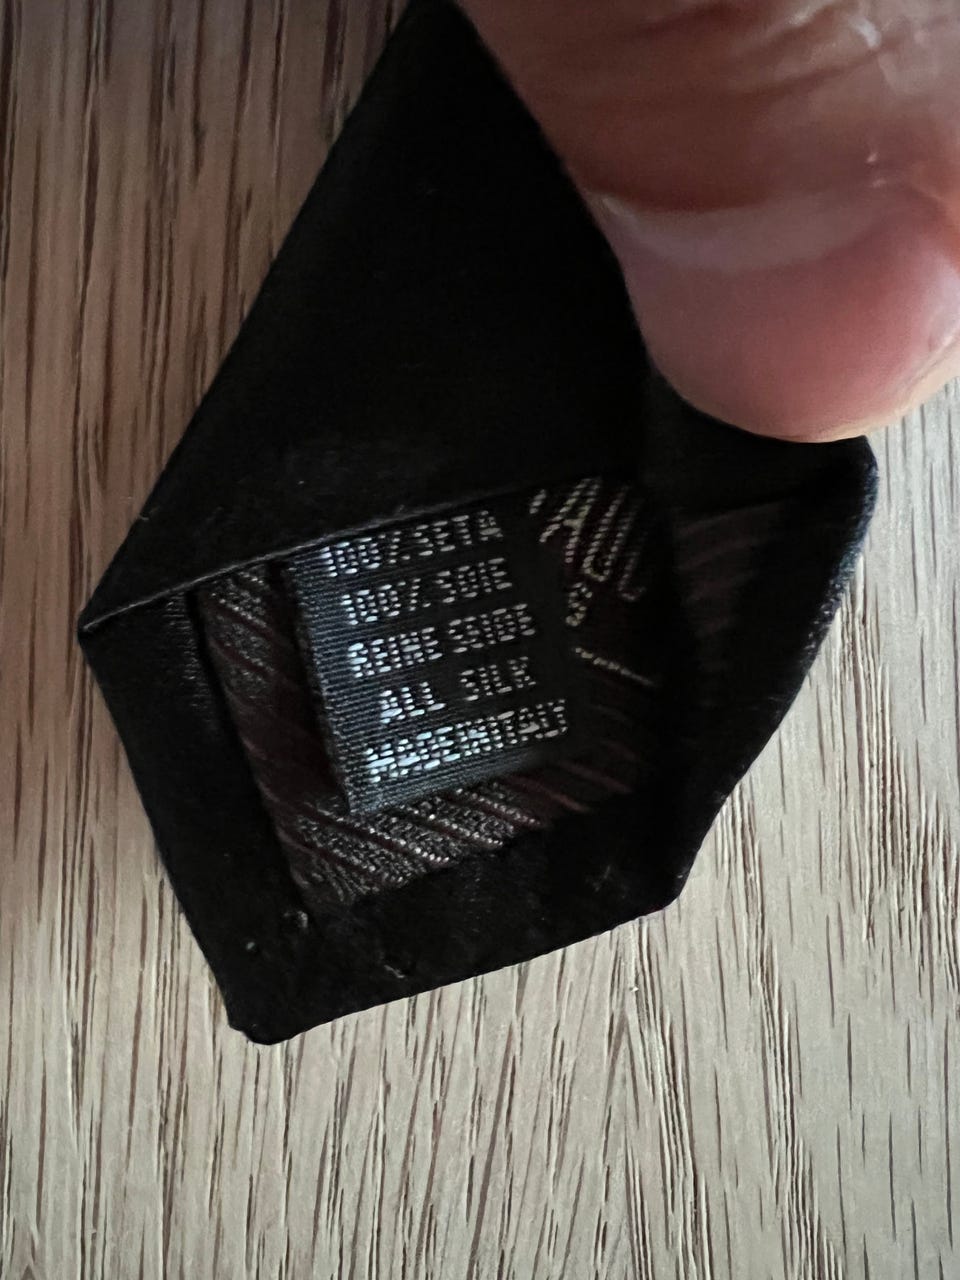 100% SETA
100% SOIE
REINE SEIDE
ALL SILK
MADE IN ITALY